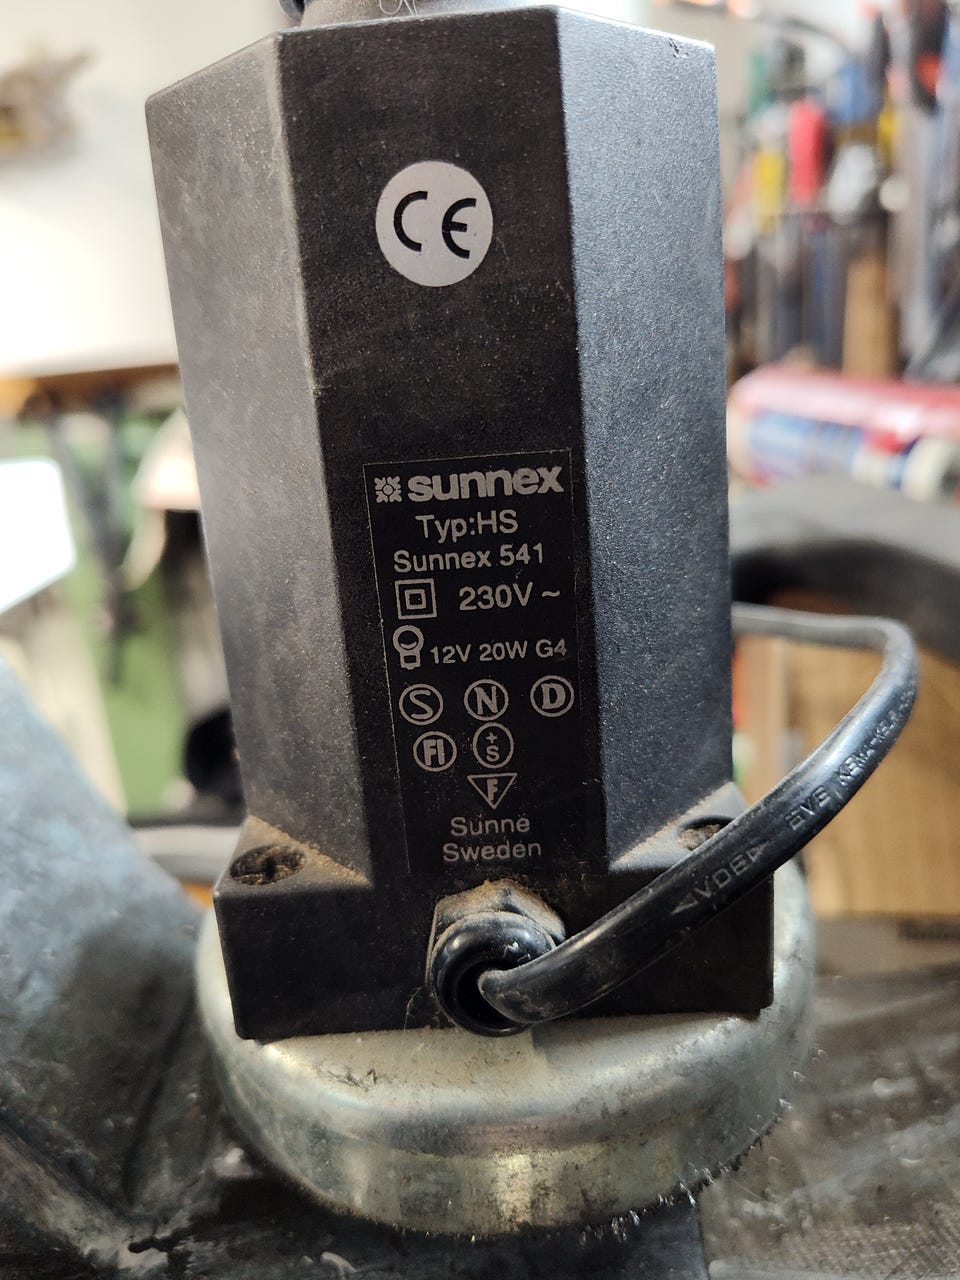 CE
sunnex
Typ:HS
Sunnex 541
230V ~
12V 20W G4
S N D
FI +S
F
Sunne
Sweden
VDE